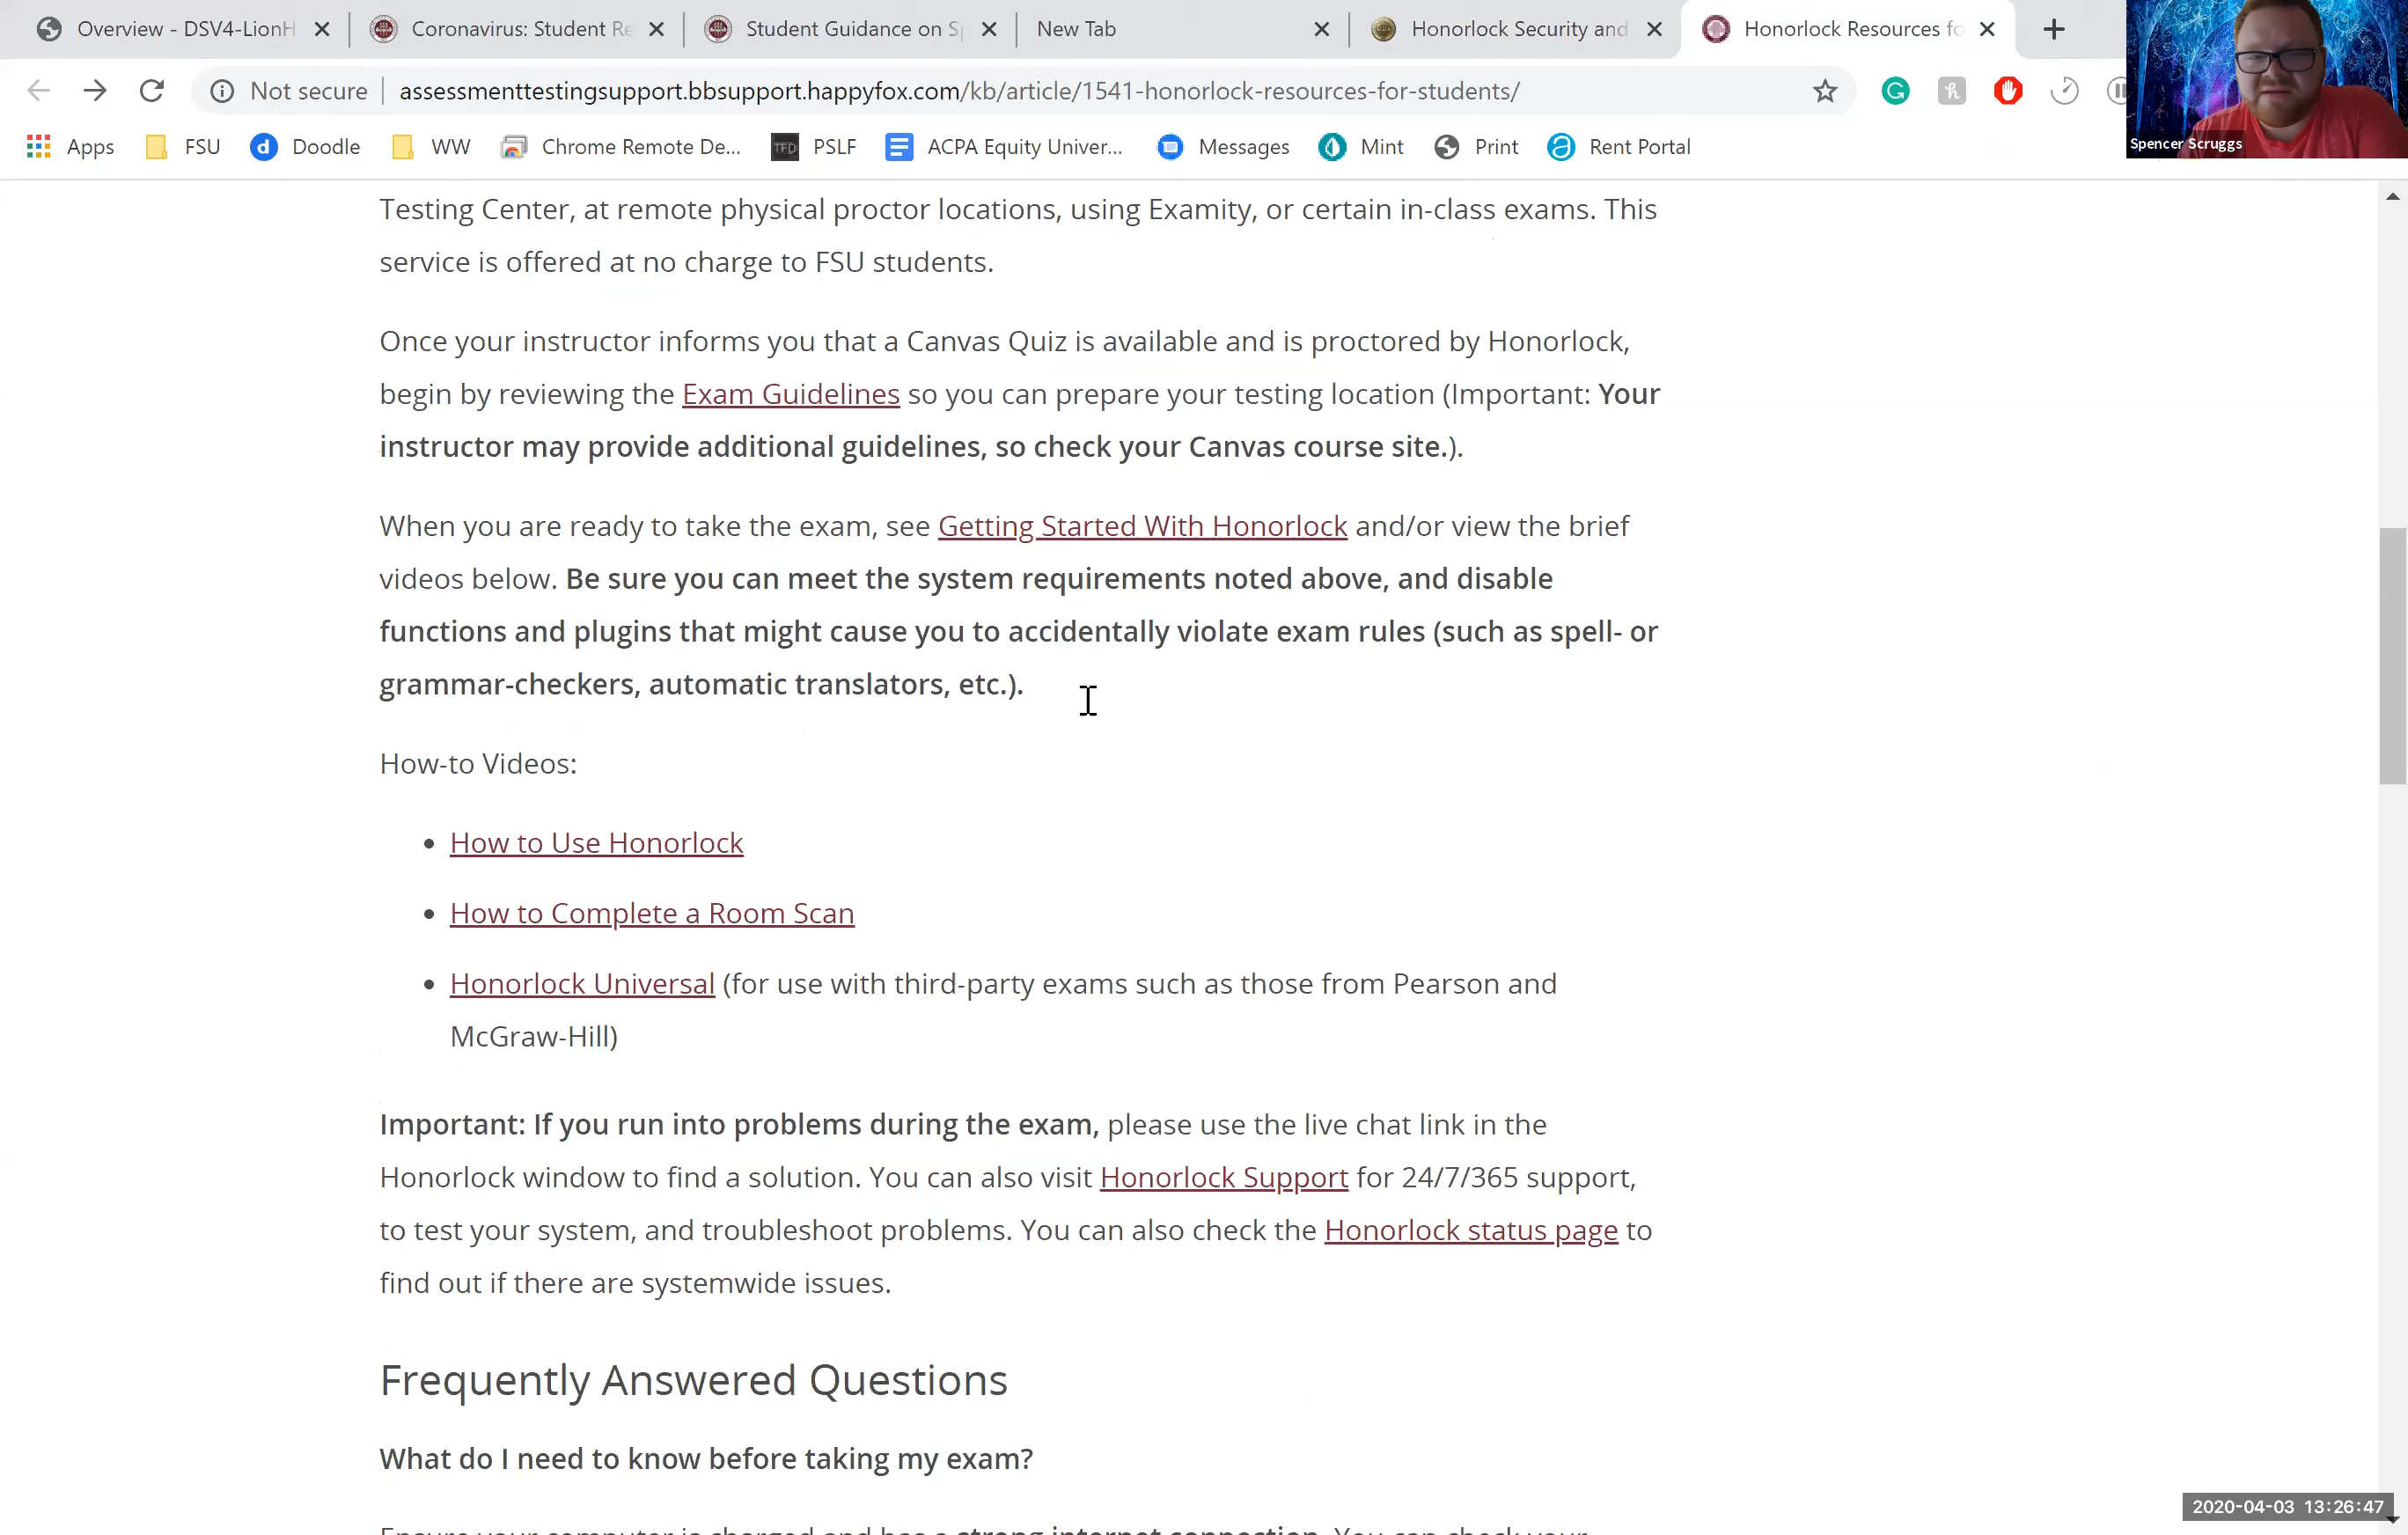 Overview - DSV4-LionH
Coronavirus: Student Re
Student Guidance on Sp
New Tab
Honorlock Security and
Honorlock Resources fo
Not secure
assessmenttestingsupport.bbsupport.happyfox.com/kb/article/1541-honorlock-resources-for-students/
Apps
FSU
Doodle
WW
Chrome Remote De...
TFD
PSLF
ACPA Equity Univer...
Messages
Mint
Print
Rent Portal
Spencer Scruggs
Testing Center, at remote physical proctor locations, using Examity, or certain in-class exams. This
service is offered at no charge to FSU students.
Once your instructor informs you that a Canvas Quiz is available and is proctored by Honorlock,
begin by reviewing the Exam Guidelines so you can prepare your testing location (Important: Your
instructor may provide additional guidelines, so check your Canvas course site.).
When you are ready to take the exam, see Getting Started With Honorlock and/or view the brief
videos below. Be sure you can meet the system requirements noted above, and disable
functions and plugins that might cause you to accidentally violate exam rules (such as spell- or
grammar-checkers, automatic translators, etc.).
How-to Videos:
• How to Use Honorlock
• How to Complete a Room Scan
• Honorlock Universal (for use with third-party exams such as those from Pearson and
McGraw-Hill)
Important: If you run into problems during the exam, please use the live chat link in the
Honorlock window to find a solution. You can also visit Honorlock Support for 24/7/365 support,
to test your system, and troubleshoot problems. You can also check the Honorlock status page to
find out if there are systemwide issues.
Frequently Answered Questions
What do I need to know before taking my exam?
Ensure your computer is charged and has a strong internet connection. You can check your
2020-04-03 13:26:47